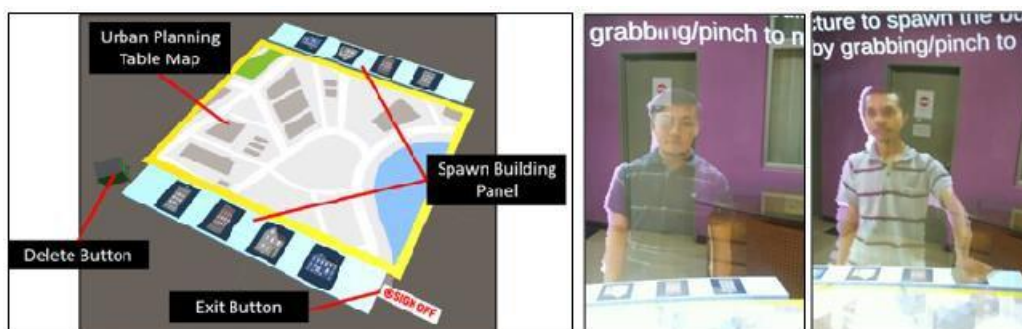 Urban Planning
Table Map
Spawn Building
Panel
Delete Button
Exit Button
SIGN OFF
grabbing/pinch to m
cture to spawn the bu
by grabbing/pinch to